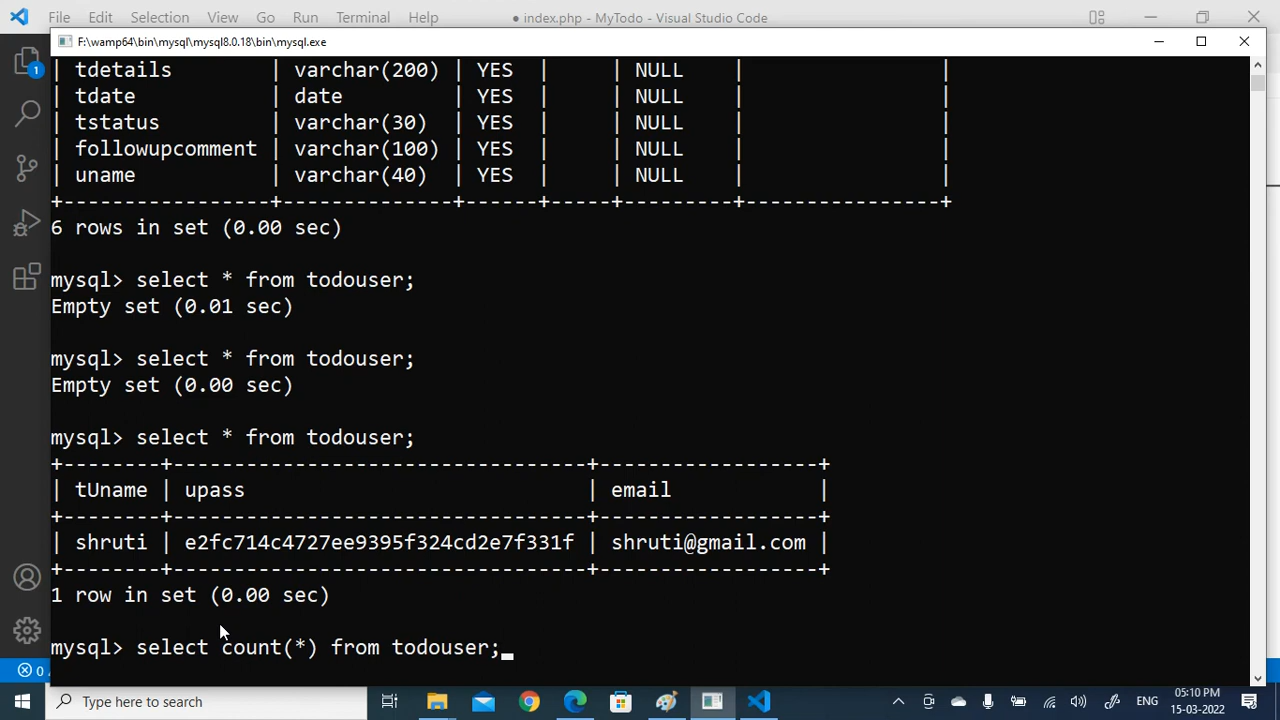 File Edit Selection View Go Run Terminal Help ● index.php - MyTodo - Visual Studio Code
F:\wamp64\bin\mysql\mysql8.0.18\bin\mysql.exe
1
| tdetails | varchar(200) | YES | | NULL | |
| tdate | date | YES | | NULL | |
| tstatus | varchar(30) | YES | | NULL | |
| followupcomment | varchar(100) | YES | | NULL | |
| uname | varchar(40) | YES | | NULL | |
+-----------------+--------------+------+-----+---------+----------------+
6 rows in set (0.00 sec)
mysql> select * from todouser;
Empty set (0.01 sec)
mysql> select * from todouser;
Empty set (0.00 sec)
mysql> select * from todouser;
+--------+----------------------------------+------------------+
| tUname | upass | email |
+--------+----------------------------------+------------------+
| shruti | e2fc714c4727ee9395f324cd2e7f331f | shruti@gmail.com |
+--------+----------------------------------+------------------+
1 row in set (0.00 sec)
mysql> select count(*) from todouser;
0
Type here to search
ENG
05:10 PM
15-03-2022